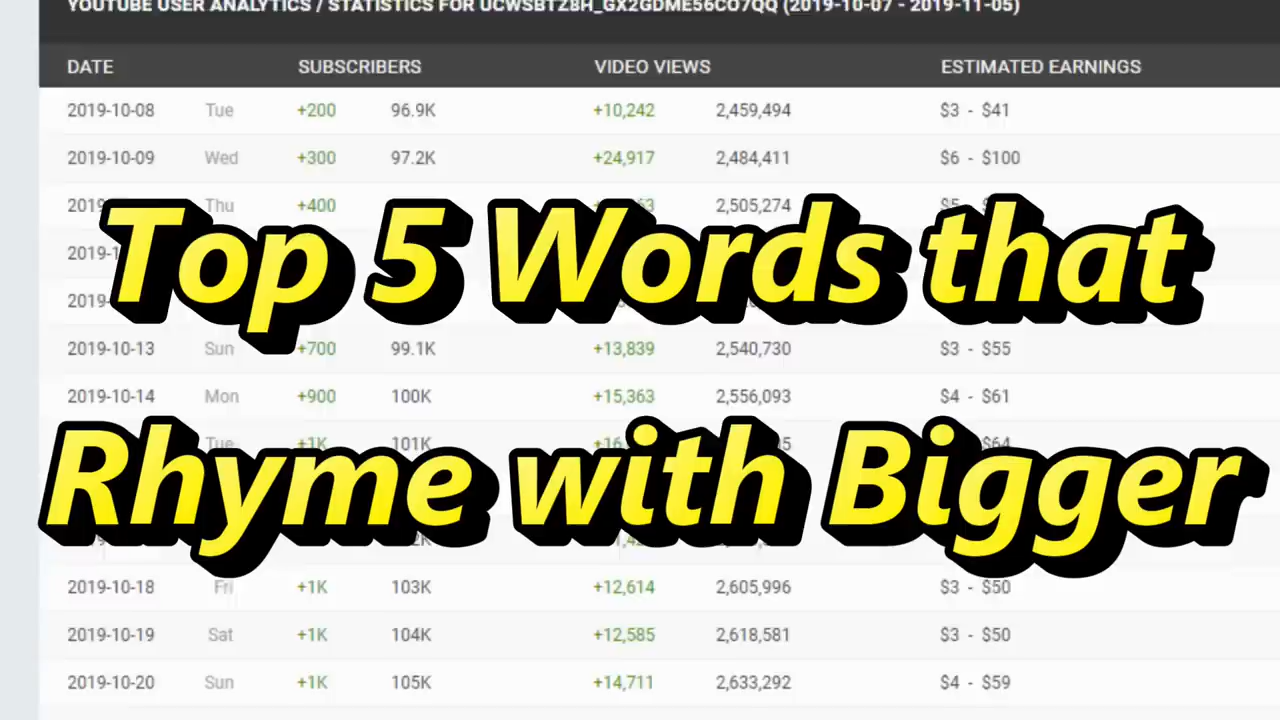 YOUTUBE USER ANALYTICS / STATISTICS FOR (2019-10-07 - 2019-11-05)
DATE SUBSCRIBERS VIDEO VIEWS ESTIMATED EARNINGS
2019-10-08 Tue +200 96.9K +10,242 2,459,494 $3 - $41
2019-10-09 Wed +300 97.2K +24,917 2,484,411 $6 - $100
Thu +400 2,505,274
Top 5 Words that
2019-10-13 Sun +700 99.1K +13,839 2,540,730 $3 - $55
2019-10-14 Mon +900 100K +15,363 2,556,093 $4 - $61
Tue +1K 101K $64
Rhyme with Bigger
2019-10-18 Fri +1K 103K +12,614 2,605,996 $3 - $50
2019-10-19 Sat +1K 104K +12,585 2,618,581 $3 - $50
2019-10-20 Sun +1K 105K +14,711 2,633,292 $4 - $59